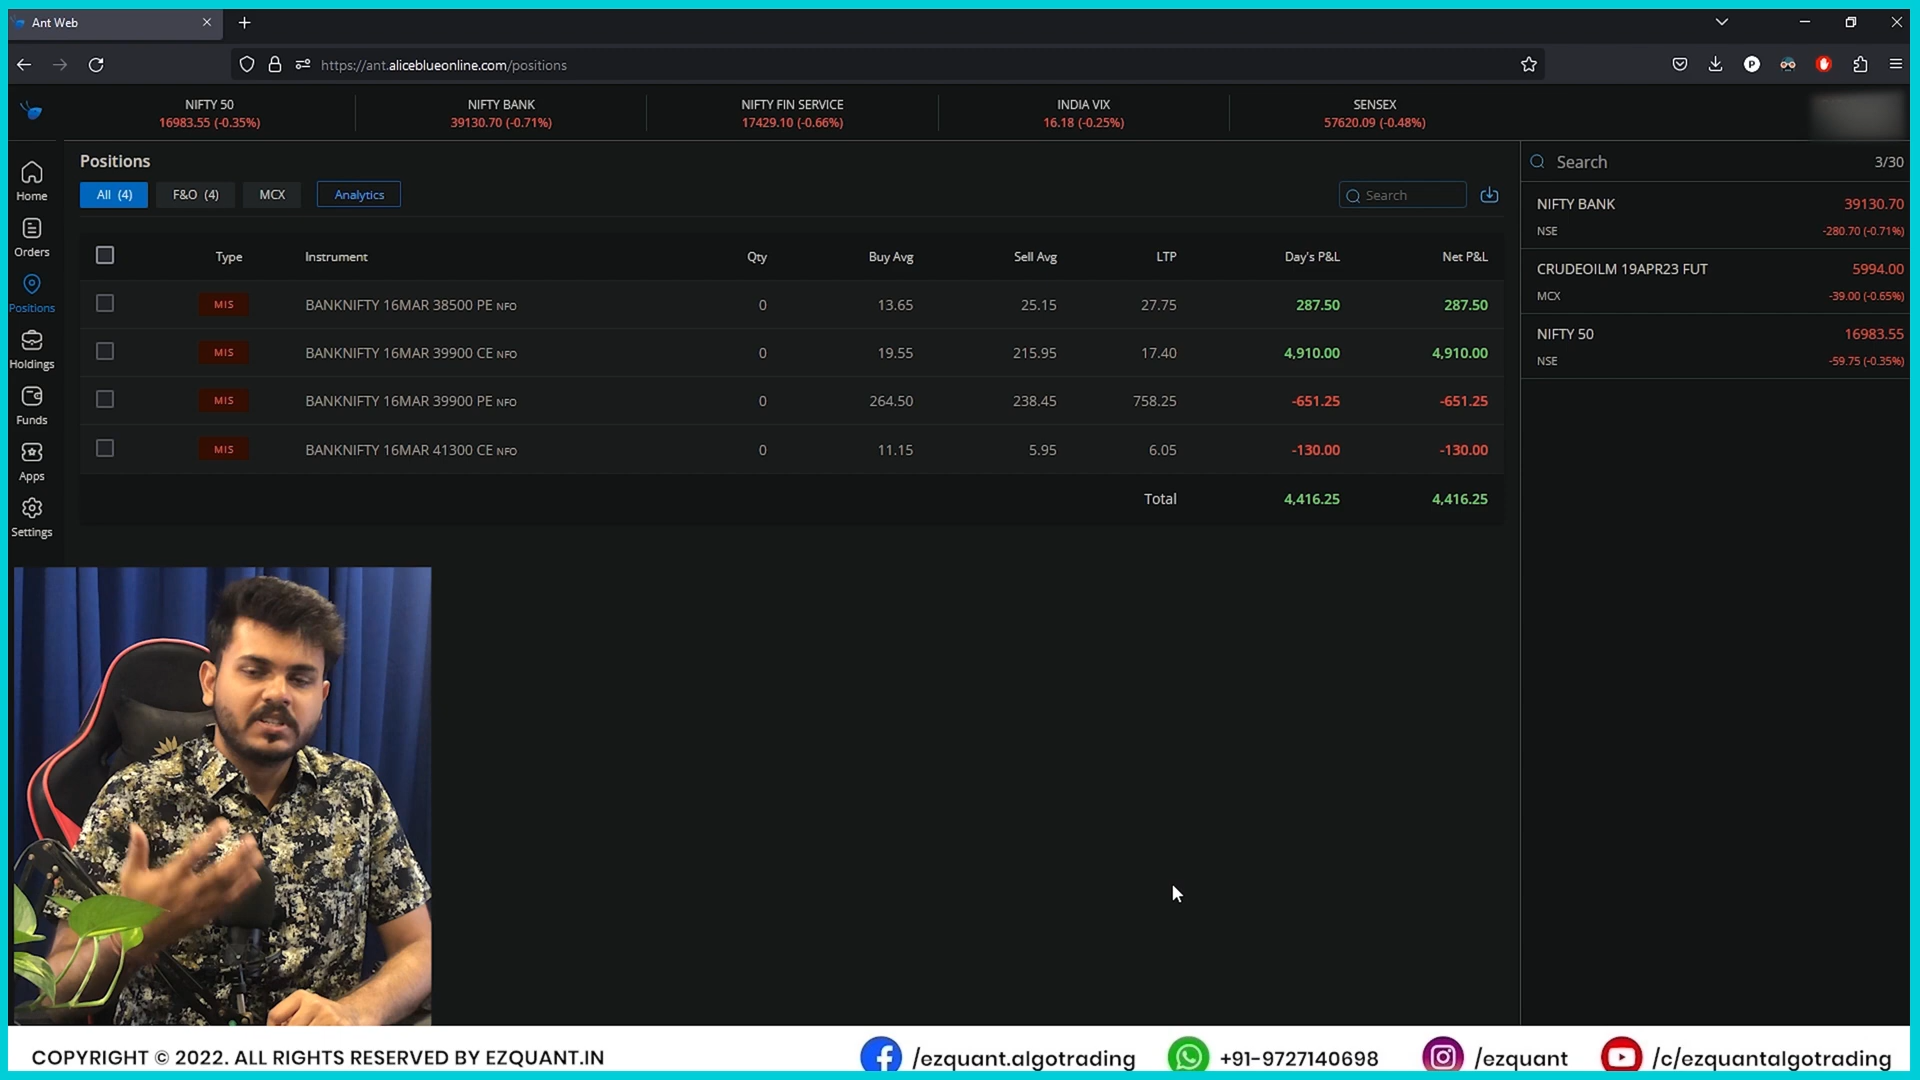 Ant Web
https://ant.aliceblueonline.com/positions
NIFTY 50
16983.55 (-0.35%)
NIFTY BANK
39130.70 (-0.71%)
NIFTY FIN SERVICE
17429.10 (-0.66%)
INDIA VIX
16.18 (-0.25%)
SENSEX
57620.09 (-0.48%)
Home
Orders
Positions
Holdings
Funds
Apps
Settings
Positions
All (4) F&O (4) MCX Analytics Search
Type Instrument Qty Buy Avg Sell Avg LTP Day's P&L Net P&L
MIS BANKNIFTY 16MAR 38500 PE NFO 0 13.65 25.15 27.75 287.50 287.50
MIS BANKNIFTY 16MAR 39900 CE NFO 0 19.55 215.95 17.40 4,910.00 4,910.00
MIS BANKNIFTY 16MAR 39900 PE NFO 0 264.50 238.45 758.25 -651.25 -651.25
MIS BANKNIFTY 16MAR 41300 CE NFO 0 11.15 5.95 6.05 -130.00 -130.00
Total 4,416.25 4,416.25
Search 3/30
NIFTY BANK 39130.70
NSE -280.70 (-0.71%)
CRUDEOILM 19APR23 FUT 5994.00
MCX -39.00 (-0.65%)
NIFTY 50 16983.55
NSE -59.75 (-0.35%)
COPYRIGHT © 2022. ALL RIGHTS RESERVED BY EZQUANT.IN
/ezquant.algotrading
+91-9727140698
/ezquant
/c/ezquantalgotrading